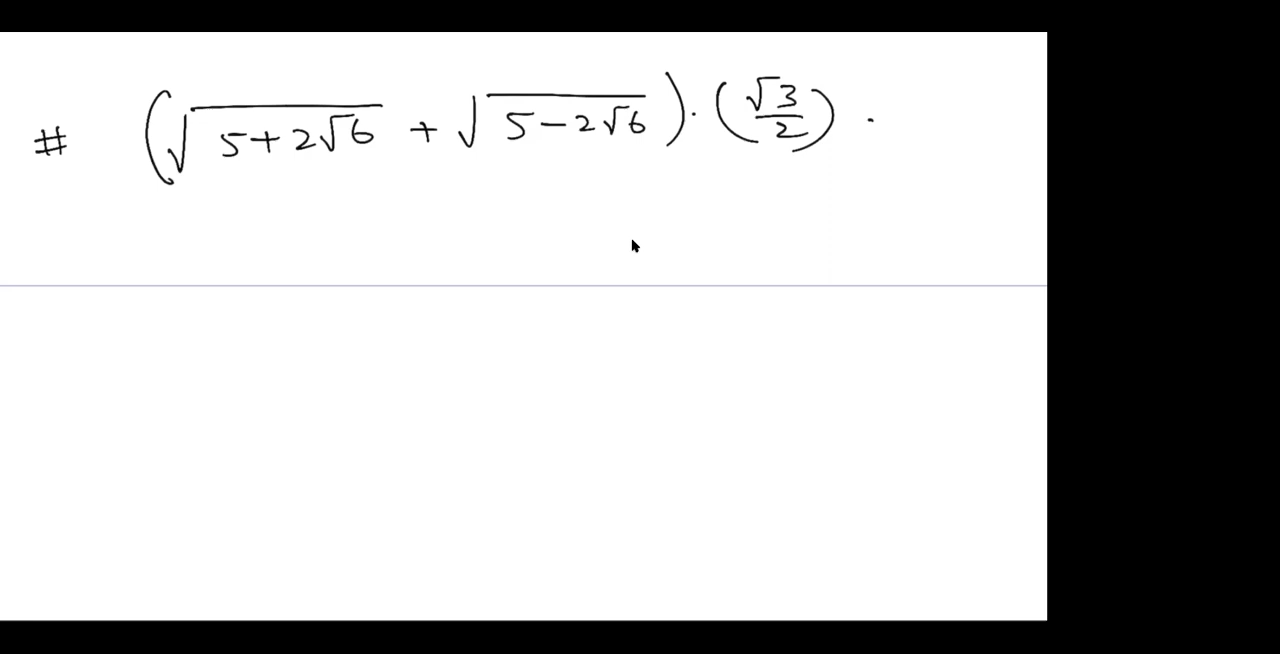 # (√(5+2√6) + √(5-2√6)) · (√3/2) .